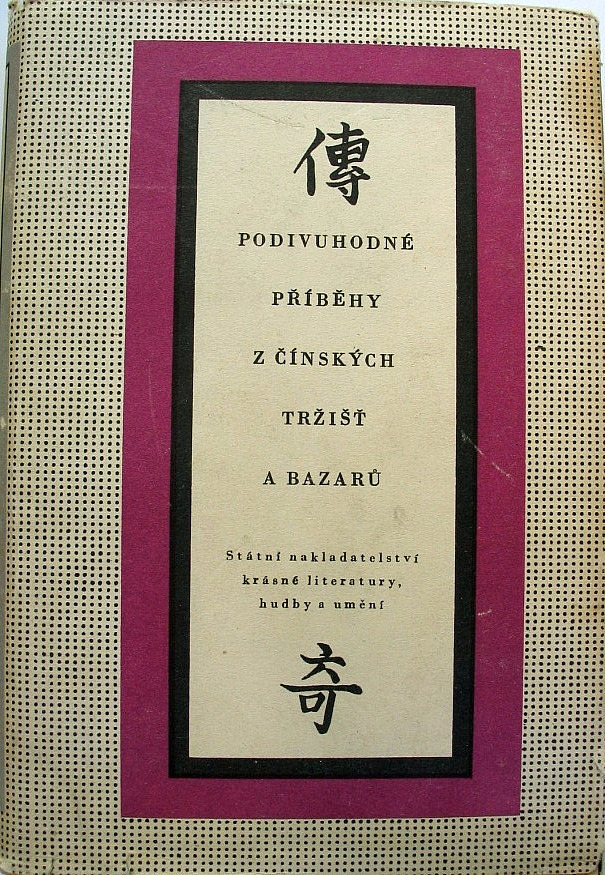 傳
PODIVUHODNÉ
PŘÍBĚHY
Z ČÍNSKÝCH
TRŽIŠŤ
A BAZARŮ
Státní nakladatelství
krásné literatury,
hudby a umění
奇